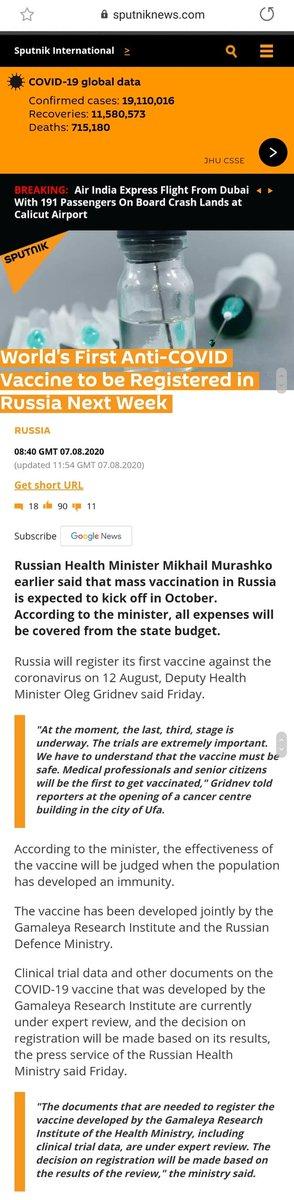 sputniknews.com
Sputnik International >
COVID-19 global data
Confirmed cases: 19,110,016
Recoveries: 11,580,573
Deaths: 715,180
JHU CSSE
BREAKING: Air India Express Flight From Dubai
With 191 Passengers On Board Crash Lands at
Calicut Airport
SPUTNIK
World's First Anti-COVID
Vaccine to be Registered in
Russia Next Week
RUSSIA
08:40 GMT 07.08.2020
(updated 11:54 GMT 07.08.2020)
Get short URL
18 90 11
Subscribe Google News
Russian Health Minister Mikhail Murashko
earlier said that mass vaccination in Russia
is expected to kick off in October.
According to the minister, all expenses will
be covered from the state budget.
Russia will register its first vaccine against the
coronavirus on 12 August, Deputy Health
Minister Oleg Gridnev said Friday.
"At the moment, the last, third, stage is
underway. The trials are extremely important.
We have to understand that the vaccine must be
safe. Medical professionals and senior citizens
will be the first to get vaccinated," Gridnev told
reporters at the opening of a cancer centre
building in the city of Ufa.
According to the minister, the effectiveness of
the vaccine will be judged when the population
has developed an immunity.
The vaccine has been developed jointly by the
Gamaleya Research Institute and the Russian
Defence Ministry.
Clinical trial data and other documents on the
COVID-19 vaccine that was developed by the
Gamaleya Research Institute are currently
under expert review, and the decision on
registration will be made based on its results,
the press service of the Russian Health
Ministry said Friday.
"The documents that are needed to register the
vaccine developed by the Gamaleya Research
Institute of the Health Ministry, including
clinical trial data, are under expert review. The
decision on registration will be made based on
the results of the review," the ministry said.